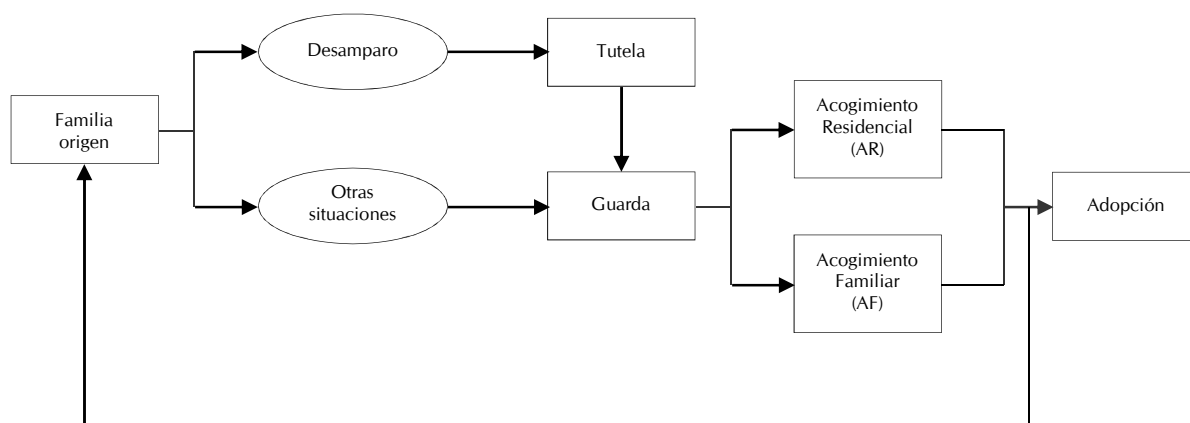 Desamparo
Tutela
Familia
origen
Acogimiento
Residencial
(AR)
Otras
situaciones
Guarda
Adopción
Acogimiento
Familiar
(AF)